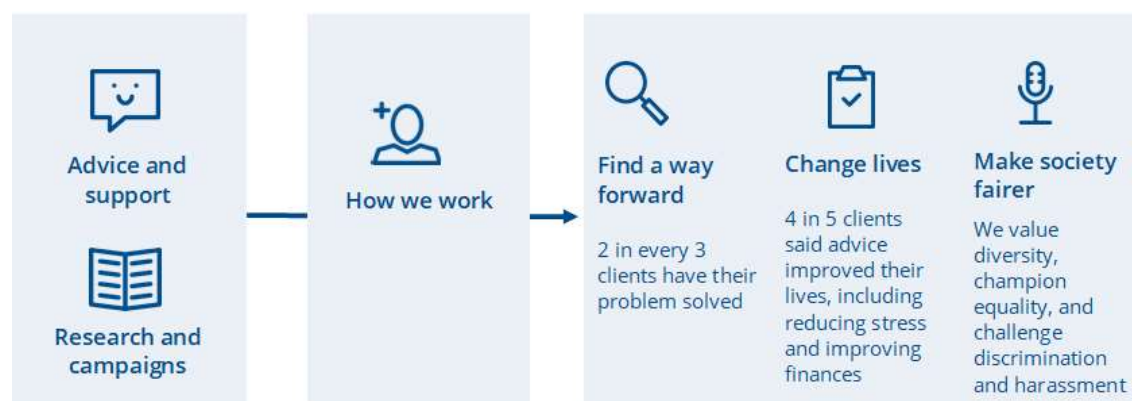 Advice and
support
Research and
campaigns
How we work
Find a way
forward
2 in every 3
clients have their
problem solved
Change lives
4 in 5 clients
said advice
improved their
lives, including
reducing stress
and improving
finances
Make society
fairer
We value
diversity,
champion
equality, and
challenge
discrimination
and harassment